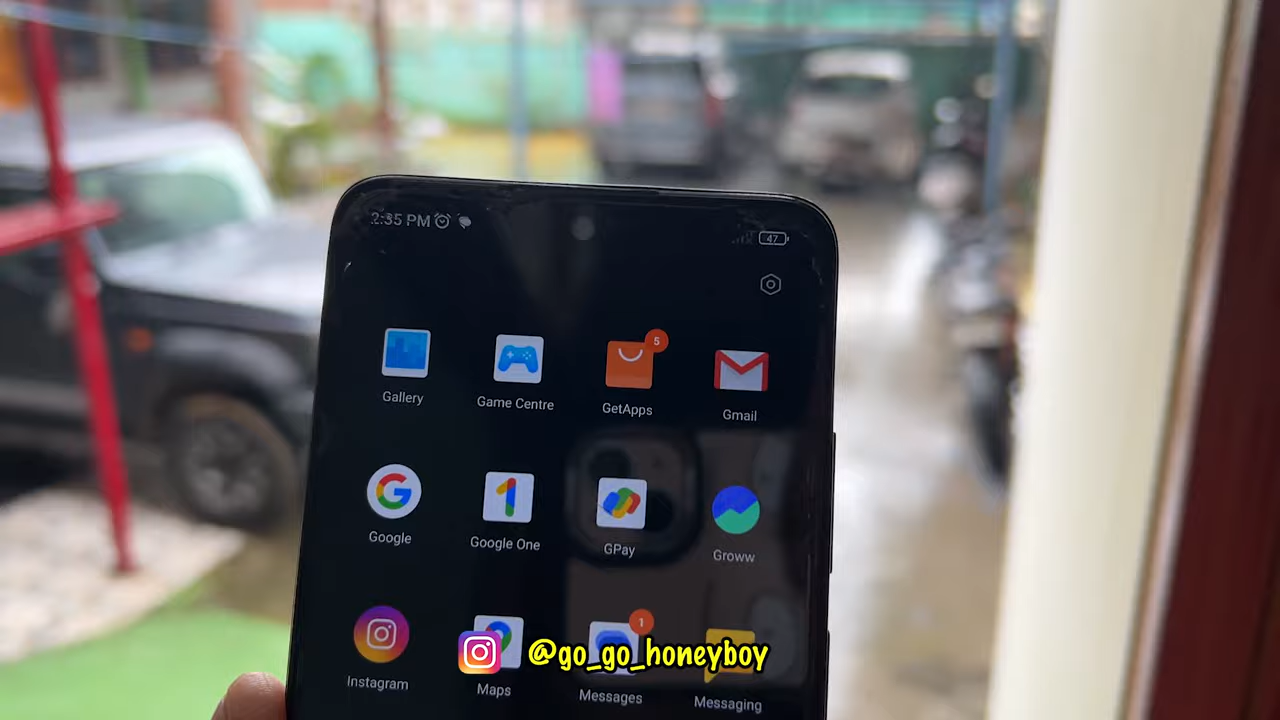 2:35 PM
47
5
Gallery
Game Centre
GetApps
Gmail
Google
Google One
GPay
Groww
1
@go_go_honeyboy
Instagram
Maps
Messages
Messaging